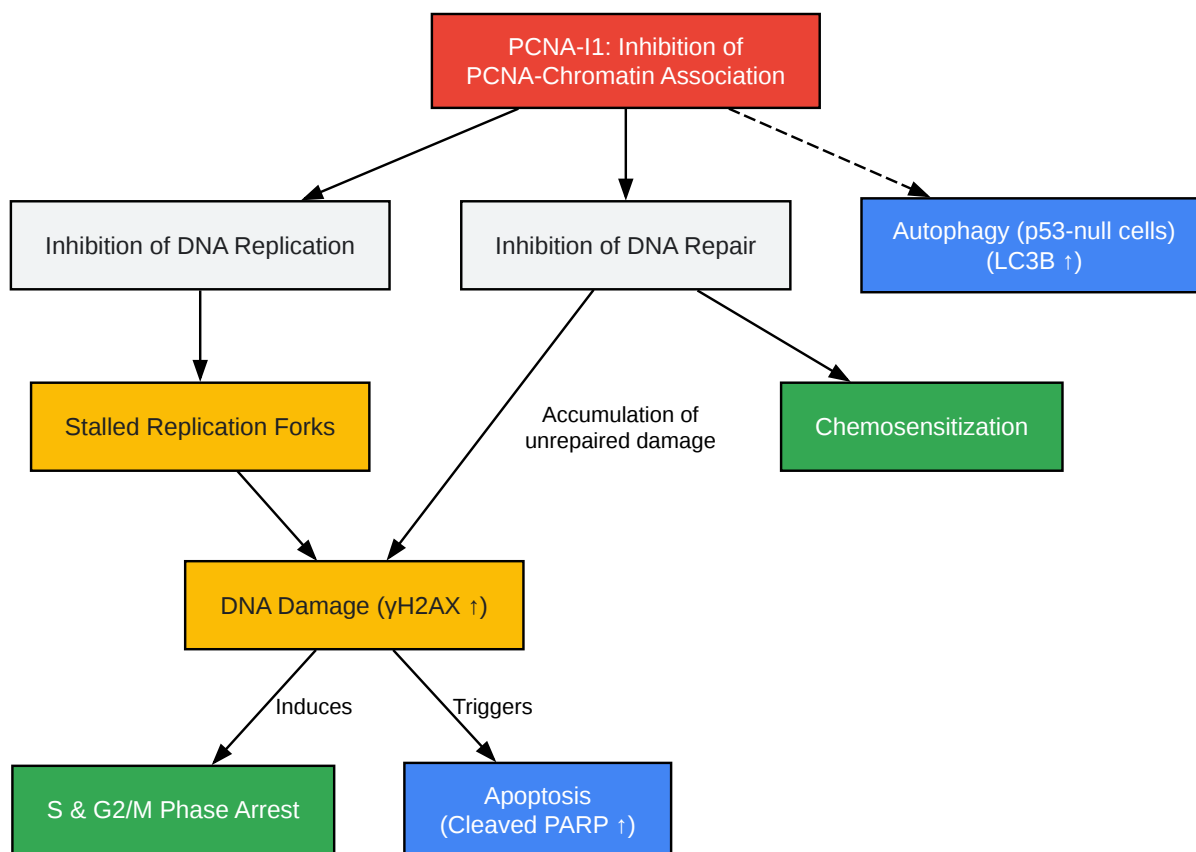 PCNA-I1: Inhibition of
PCNA-Chromatin Association
Inhibition of DNA Replication
Inhibition of DNA Repair
Autophagy (p53-null cells)
(LC3B ↑)
Stalled Replication Forks
Accumulation of
unrepaired damage
Chemosensitization
DNA Damage (γH2AX ↑)
Induces
Triggers
S & G2/M Phase Arrest
Apoptosis
(Cleaved PARP ↑)